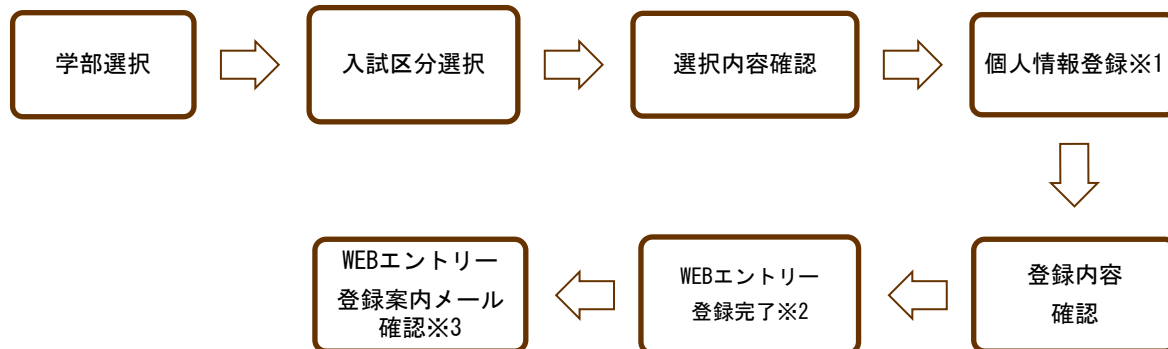 学部選択
入試区分選択
選択内容確認
個人情報登録※1
登録内容
確認
WEBエントリー
登録完了※2
WEBエントリー
登録案内メール
確認※3